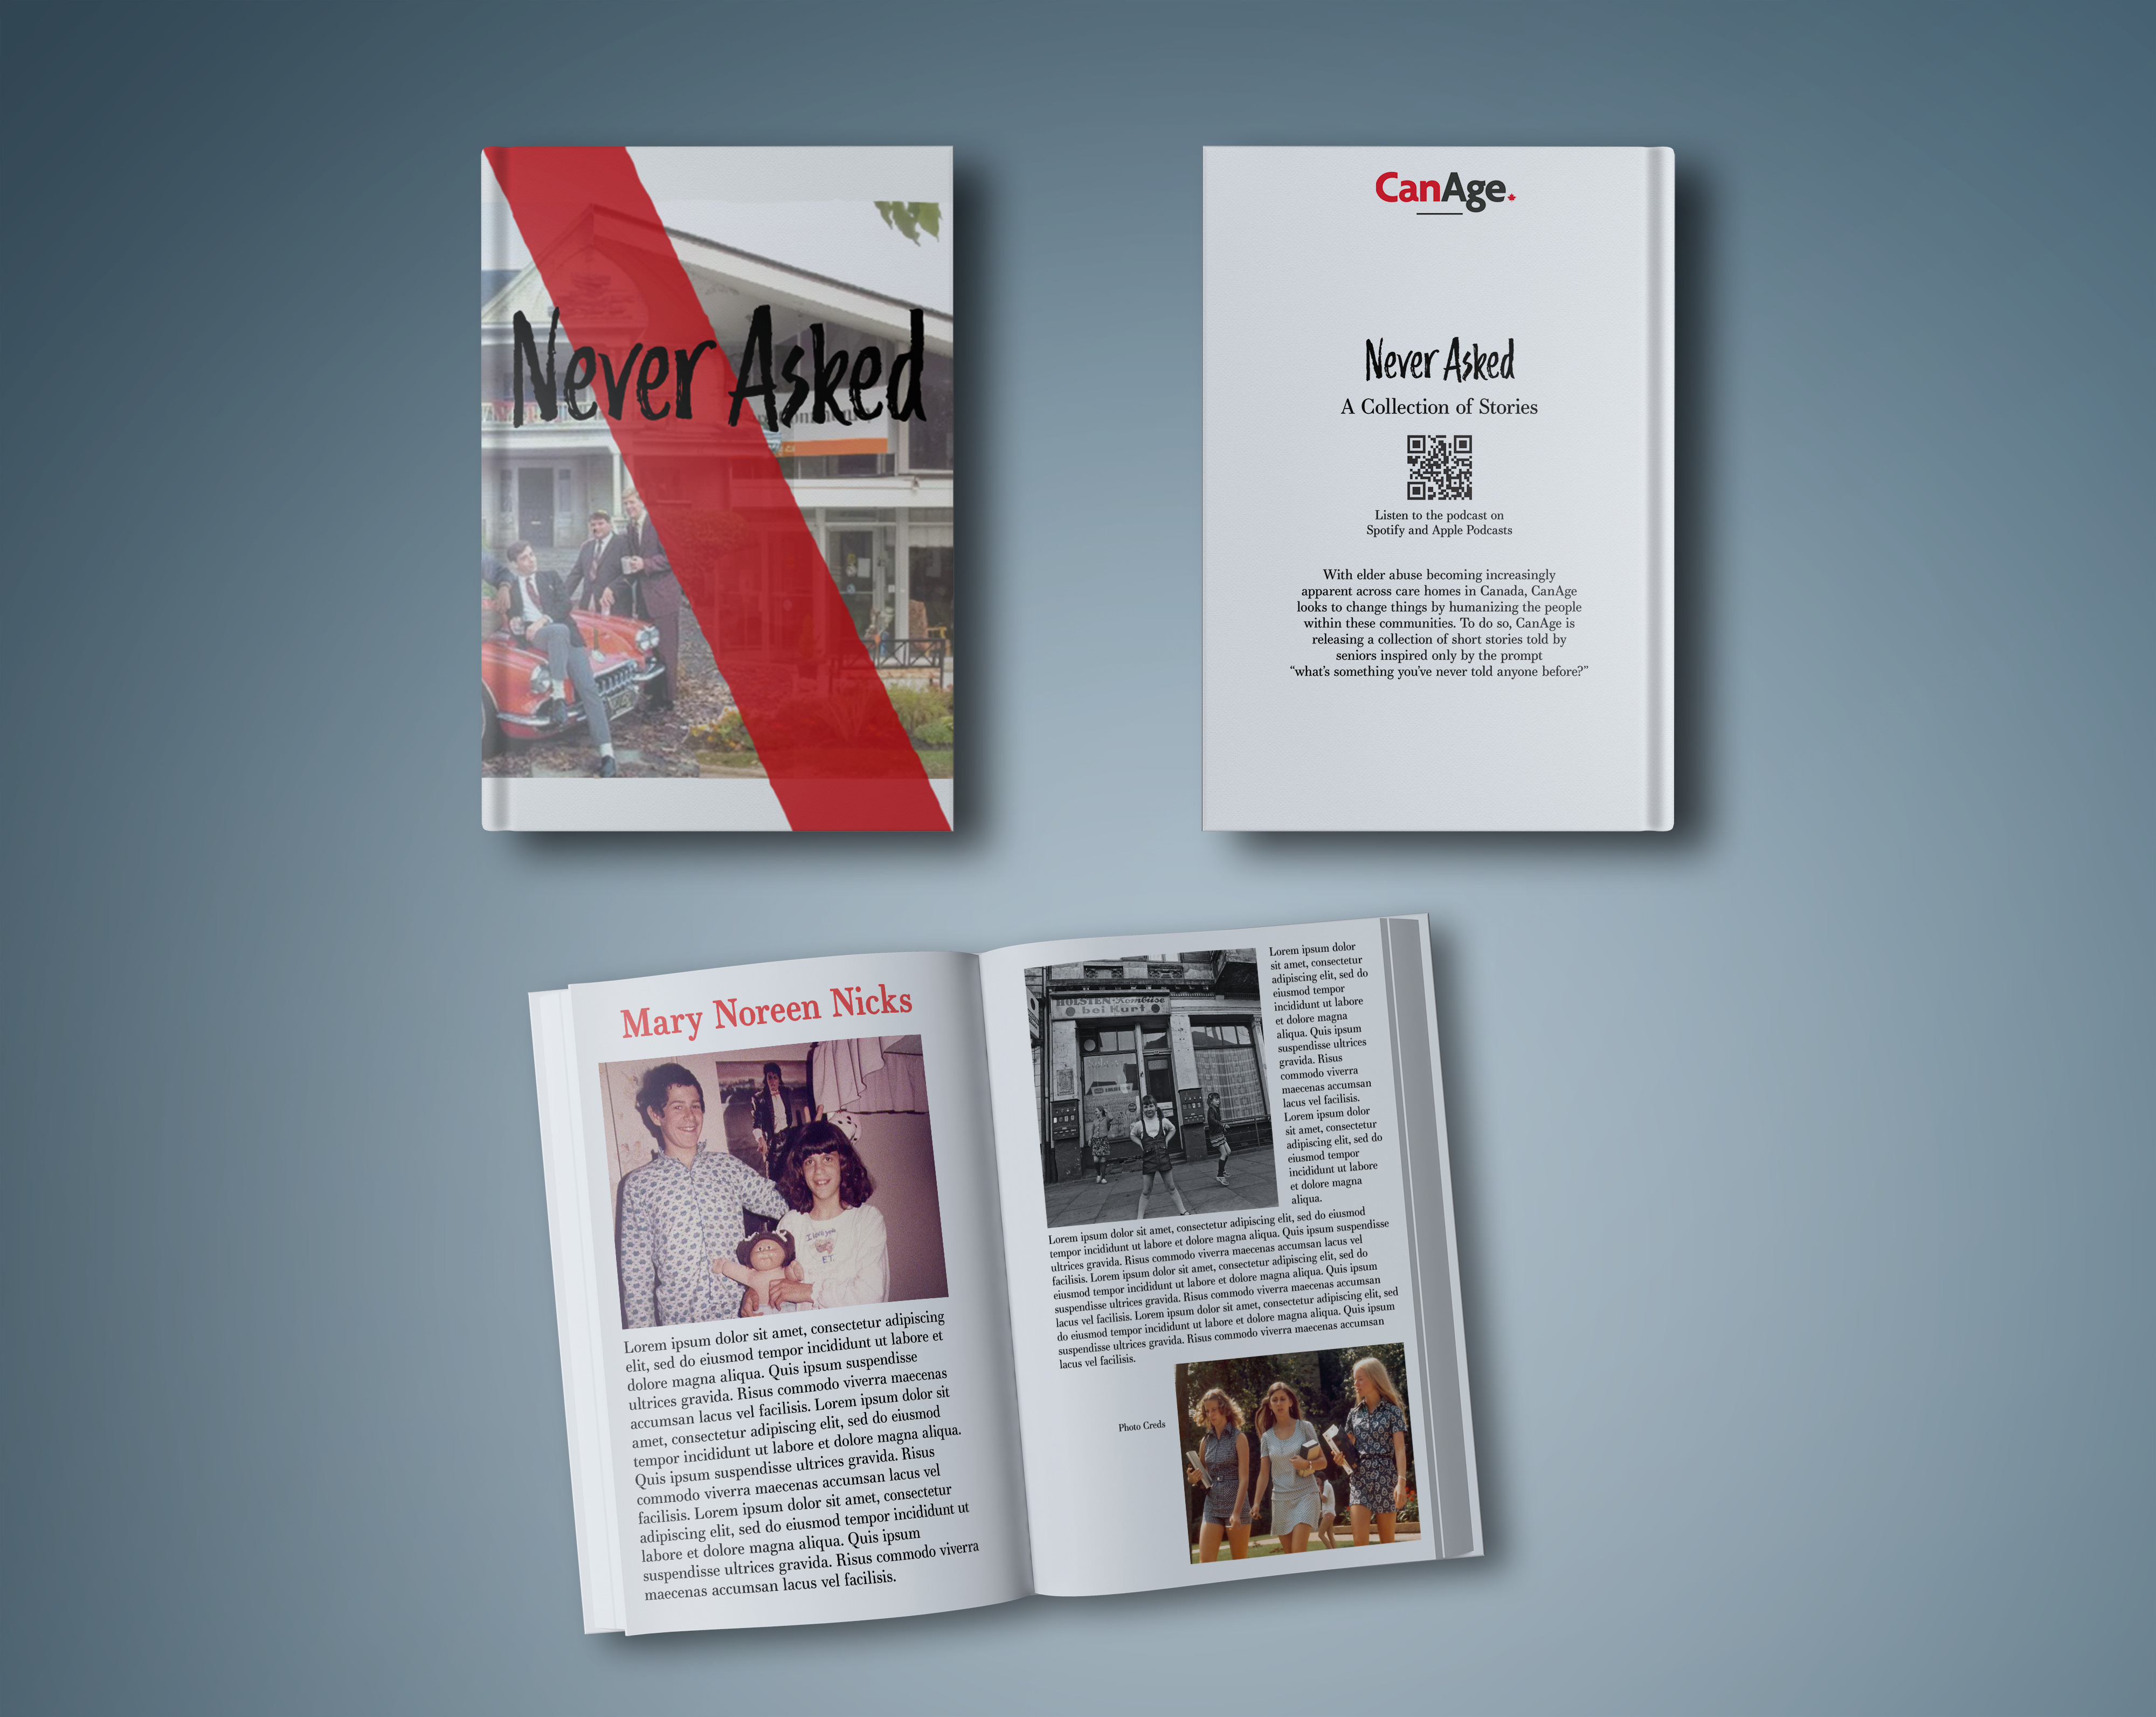 Never Asked
CanAge.
Never Asked
A Collection of Stories
Listen to the podcast on
Spotify and Apple Podcasts
With elder abuse becoming increasingly
apparent across care homes in Canada, CanAge
looks to change things by humanizing the people
within these communities. To do so, CanAge is
releasing a collection of short stories told by
seniors inspired only by the prompt
“what’s something you’ve never told anyone before?”
Mary Noreen Nicks
I love you
E.T.
Lorem ipsum dolor sit amet, consectetur adipiscing
elit, sed do eiusmod tempor incididunt ut labore et
dolore magna aliqua. Quis ipsum suspendisse
ultrices gravida. Risus commodo viverra maecenas
accumsan lacus vel facilisis. Lorem ipsum dolor sit
amet, consectetur adipiscing elit, sed do eiusmod
tempor incididunt ut labore et dolore magna aliqua.
Quis ipsum suspendisse ultrices gravida. Risus
commodo viverra maecenas accumsan lacus vel
facilisis. Lorem ipsum dolor sit amet, consectetur
adipiscing elit, sed do eiusmod tempor incididunt ut
labore et dolore magna aliqua. Quis ipsum
suspendisse ultrices gravida. Risus commodo viverra
maecenas accumsan lacus vel facilisis.
HOLSTEN-Kombüse
bei Kurt
Lorem ipsum dolor
sit amet, consectetur
adipiscing elit, sed do
eiusmod tempor
incididunt ut labore
et dolore magna
aliqua. Quis ipsum
suspendisse ultrices
gravida. Risus
commodo viverra
maecenas accumsan
lacus vel facilisis.
Lorem ipsum dolor
sit amet, consectetur
adipiscing elit, sed do
eiusmod tempor
incididunt ut labore
et dolore magna
aliqua.
Lorem ipsum dolor sit amet, consectetur adipiscing elit, sed do eiusmod
tempor incididunt ut labore et dolore magna aliqua. Quis ipsum suspendisse
ultrices gravida. Risus commodo viverra maecenas accumsan lacus vel
facilisis. Lorem ipsum dolor sit amet, consectetur adipiscing elit, sed do
eiusmod tempor incididunt ut labore et dolore magna aliqua. Quis ipsum
suspendisse ultrices gravida. Risus commodo viverra maecenas accumsan
lacus vel facilisis. Lorem ipsum dolor sit amet, consectetur adipiscing elit, sed
do eiusmod tempor incididunt ut labore et dolore magna aliqua. Quis ipsum
suspendisse ultrices gravida. Risus commodo viverra maecenas accumsan
lacus vel facilisis.
Photo Creds